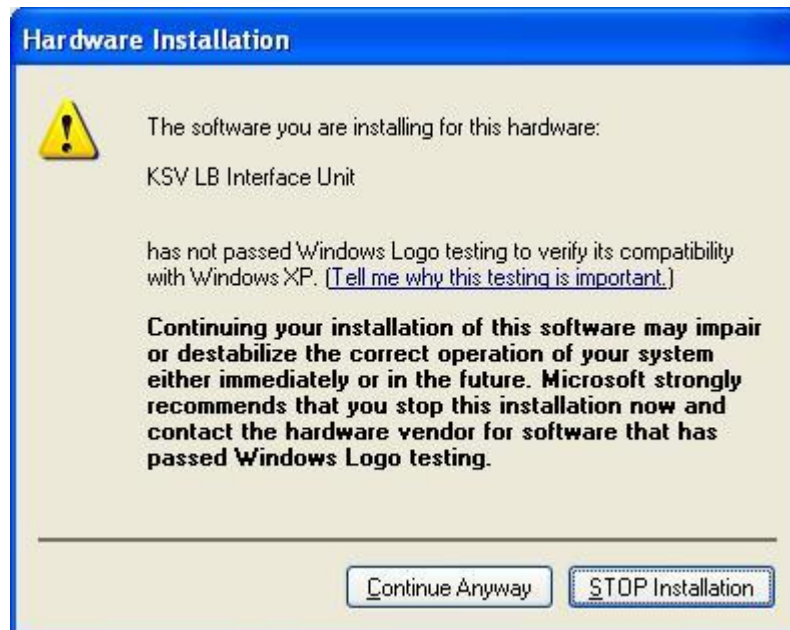 Hardware Installation
The software you are installing for this hardware:
KSV LB Interface Unit
has not passed Windows Logo testing to verify its compatibility
with Windows XP. (Tell me why this testing is important.)
Continuing your installation of this software may impair
or destabilize the correct operation of your system
either immediately or in the future. Microsoft strongly
recommends that you stop this installation now and
contact the hardware vendor for software that has
passed Windows Logo testing.
Continue Anyway
STOP Installation